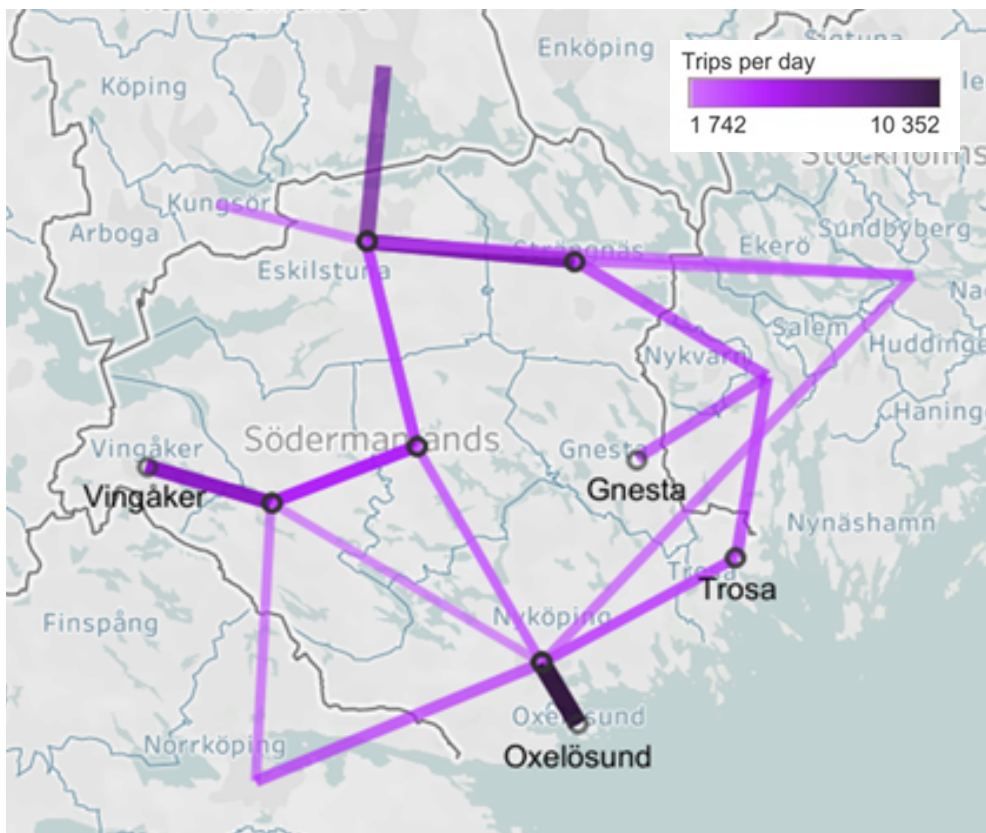 Enköping
Köping
Trips per day
1 742
10 352
Stockholms
Kungsör
Arboga
Sundbyberg
Ekerö
Strängnäs
Eskilstuna
Salem
Huddinge
Nykvarn
Haninge
Vingåker
Södermanlands
Gnesta
Vingåker
Gnesta
Nynäshamn
Trosa
Trosa
Finspång
Nyköping
Oxelösund
Norrköping
Oxelösund